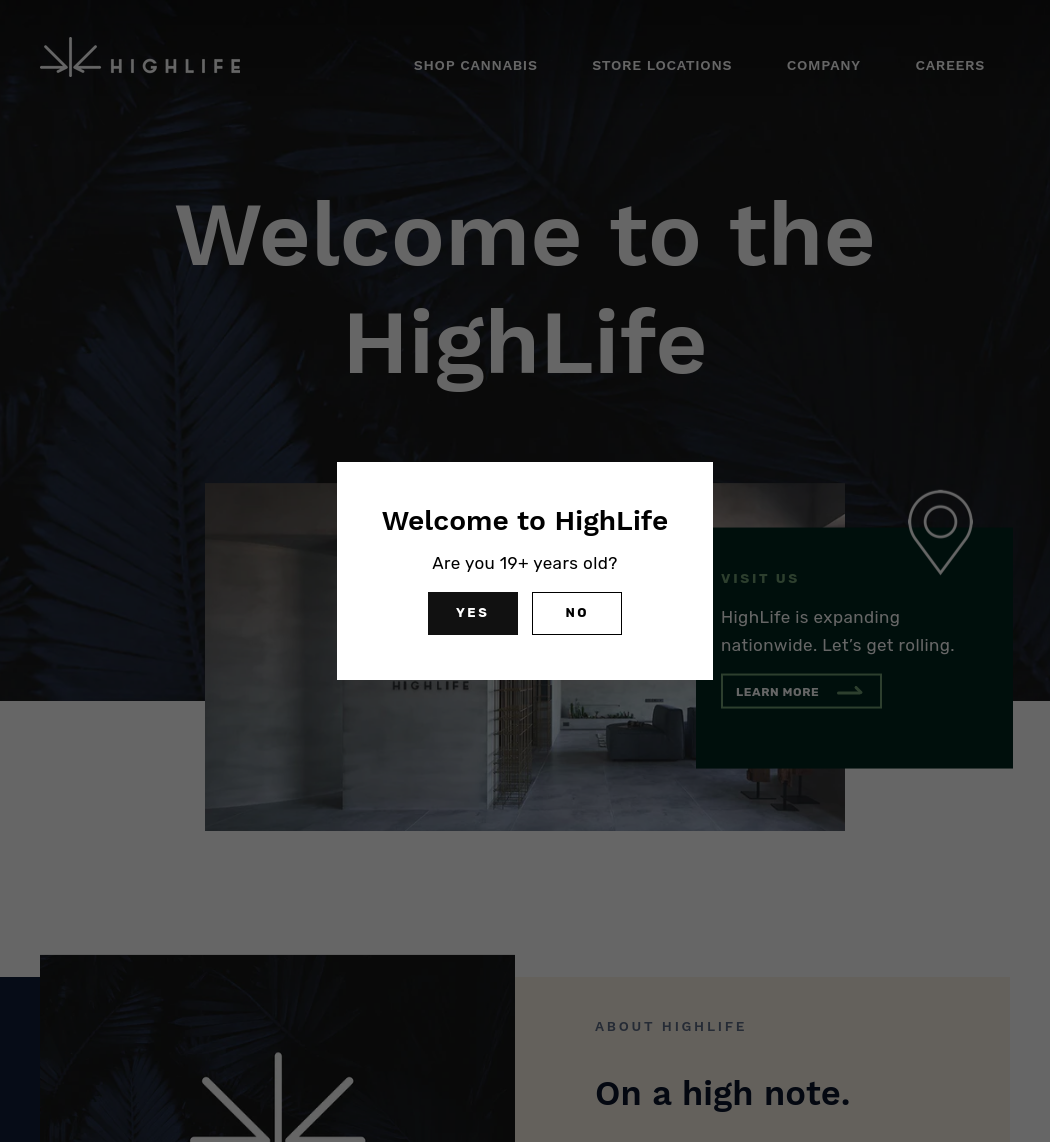 HIGHLIFE
SHOP CANNABIS
STORE LOCATIONS
COMPANY
CAREERS
Welcome to the
HighLife
Welcome to HighLife
Are you 19+ years old?
YES
NO
VISIT US
HighLife is expanding
nationwide. Let’s get rolling.
LEARN MORE
HIGHLIFE
ABOUT HIGHLIFE
On a high note.